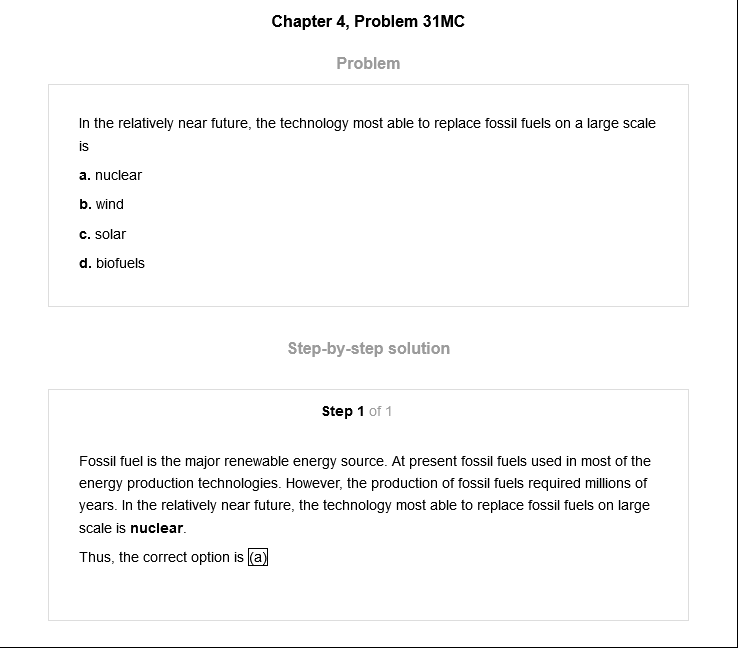 Chapter 4, Problem 31MC
Problem
In the relatively near future, the technology most able to replace fossil fuels on a large scale
is
a. nuclear
b. wind
c. solar
d. biofuels
Step-by-step solution
Step 1 of 1
Fossil fuel is the major renewable energy source. At present fossil fuels used in most of the
energy production technologies. However, the production of fossil fuels required millions of
years. In the relatively near future, the technology most able to replace fossil fuels on large
scale is nuclear.
Thus, the correct option is (a)